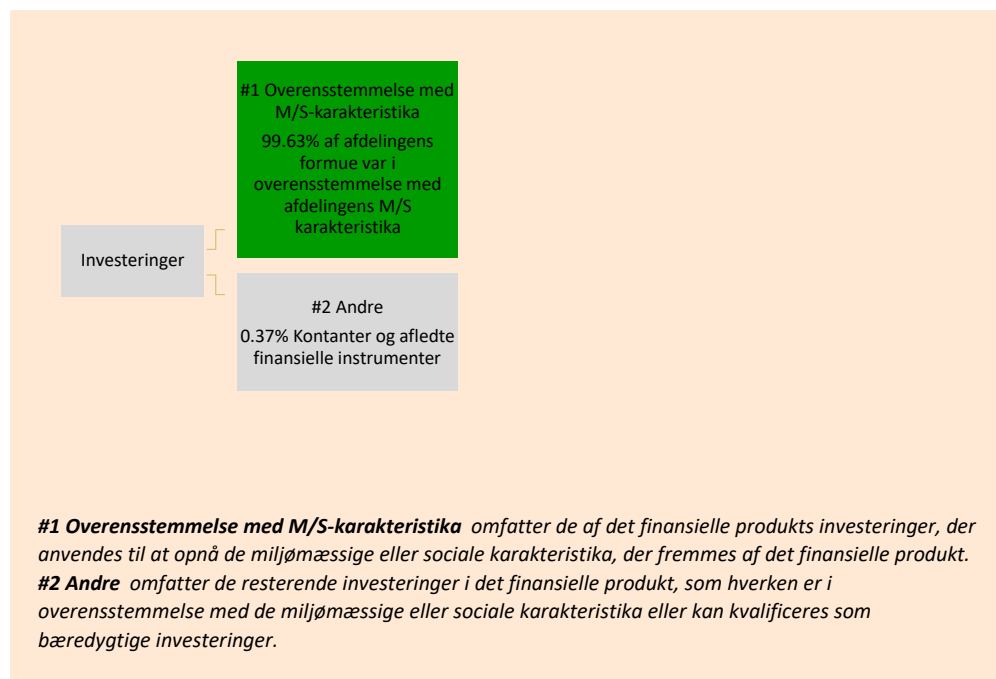 #1 Overensstemmelse med
M/S-karakteristika
99.63% af afdelingens
formue var i
overensstemmelse med
afdelingens M/S
karakteristika
Investeringer
#2 Andre
0.37% Kontanter og afledte
finansielle instrumenter
#1 Overensstemmelse med M/S-karakteristika omfatter de af det finansielle produkts investeringer, der
anvendes til at opnå de miljømæssige eller sociale karakteristika, der fremmes af det finansielle produkt.
#2 Andre omfatter de resterende investeringer i det finansielle produkt, som hverken er i
overensstemmelse med de miljømæssige eller sociale karakteristika eller kan kvalificeres som
bæredygtige investeringer.